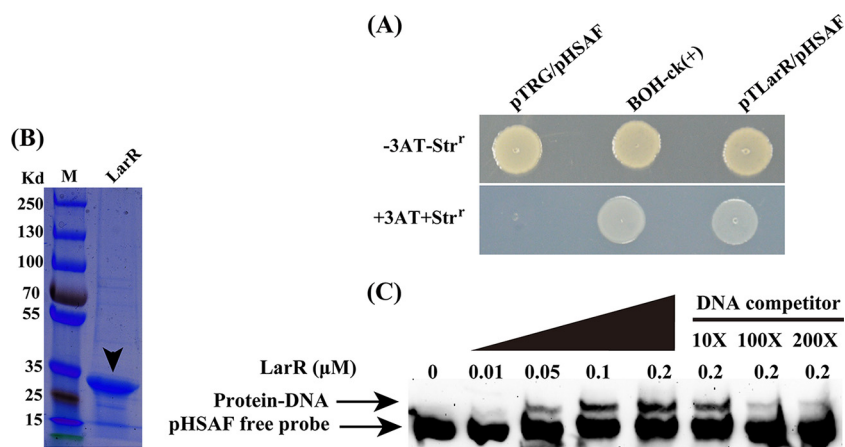 (A)
pTRG/pHSAF
BOH-ck(+)
pTLarR/pHSAF
-3AT-Strʳ
+3AT+Strʳ
(B)
Kd M LarR
250
130
100
70
55
35
25
15
(C)
DNA competitor
10X 100X 200X
LarR (μM)
0 0.01 0.05 0.1 0.2 0.2 0.2 0.2
Protein-DNA
pHSAF free probe